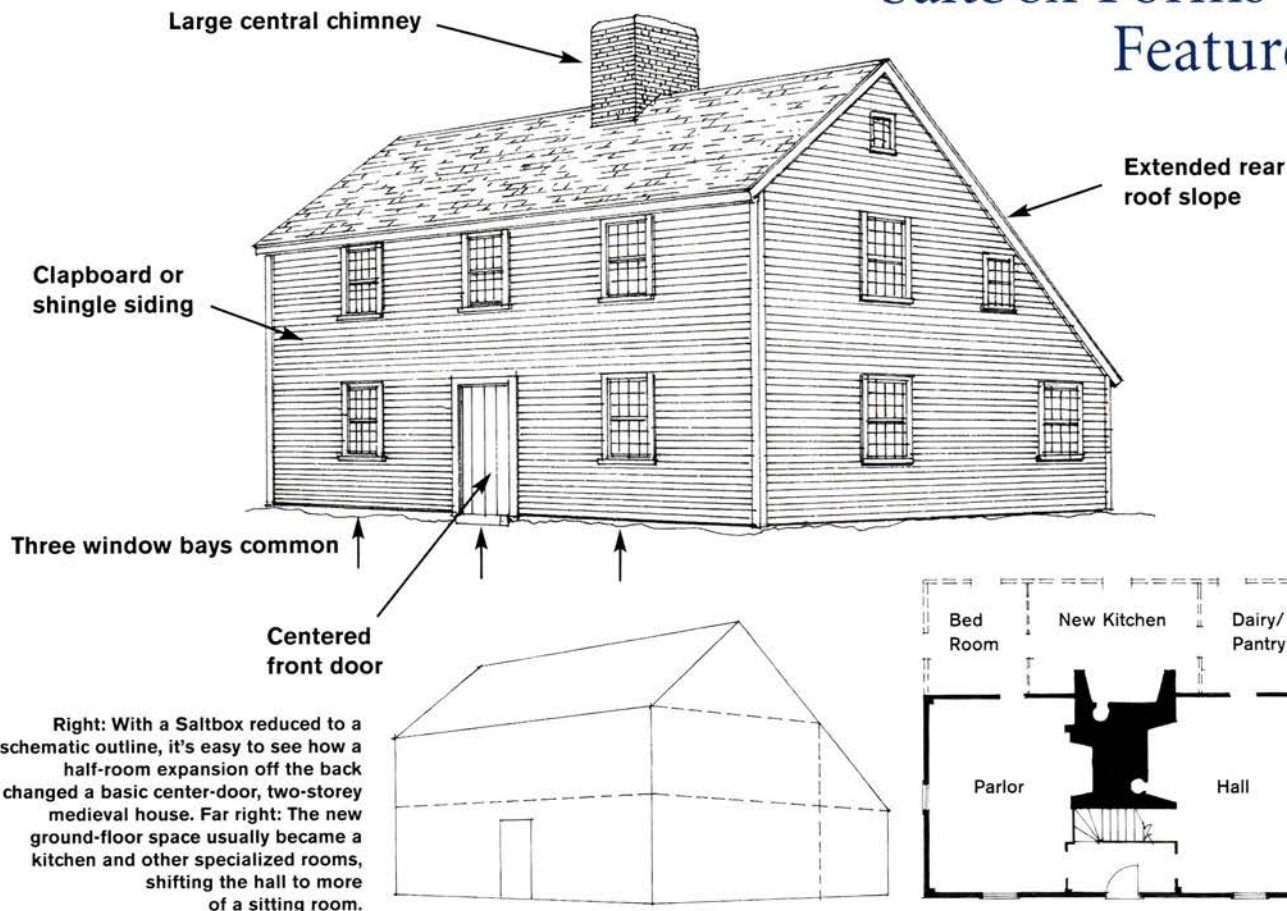 Saltbox Forms
Feature
Large central chimney
Extended rear
roof slope
Clapboard or
shingle siding
Three window bays common
Centered
front door
Bed
Room
New Kitchen
Dairy/
Pantry
Parlor
Hall
Right: With a Saltbox reduced to a
schematic outline, it's easy to see how a
half-room expansion off the back
changed a basic center-door, two-storey
medieval house. Far right: The new
ground-floor space usually became a
kitchen and other specialized rooms,
shifting the hall to more
of a sitting room.